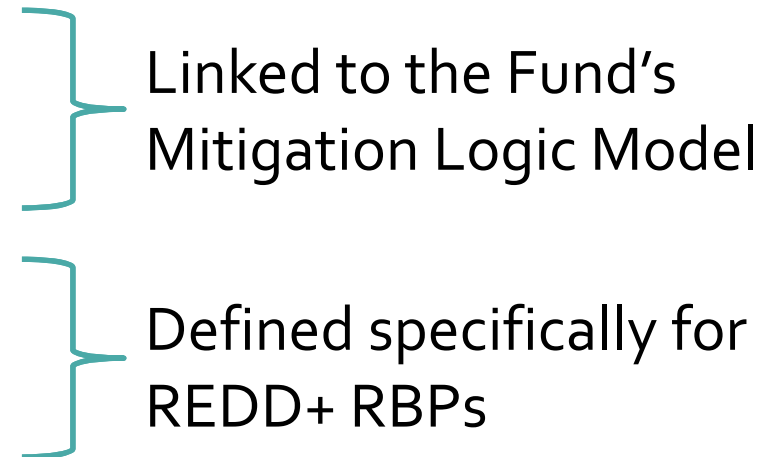 Linked to the Fund’s
Mitigation Logic Model
Defined specifically for
REDD+ RBPs